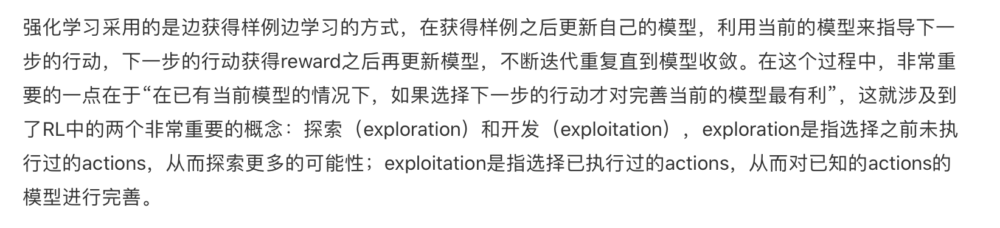 强化学习采用的是边获得样例边学习的方式，在获得样例之后更新自己的模型，利用当前的模型来指导下一
步的行动，下一步的行动获得reward之后再更新模型，不断迭代重复直到模型收敛。在这个过程中，非常重
要的一点在于“在已有当前模型的情况下，如果选择下一步的行动才对完善当前的模型最有利”，这就涉及到
了RL中的两个非常重要的概念：探索（exploration）和开发（exploitation），exploration是指选择之前未执
行过的actions，从而探索更多的可能性；exploitation是指选择已执行过的actions，从而对已知的actions的
模型进行完善。